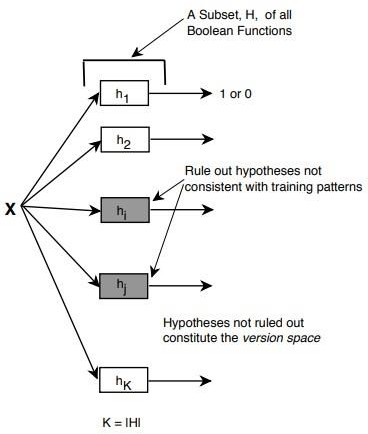 A Subset, H, of all
Boolean Functions
h1
1 or 0
h2
Rule out hypotheses not
consistent with training patterns
X
hi
hj
Hypotheses not ruled out
constitute the version space
hK
K = |H|